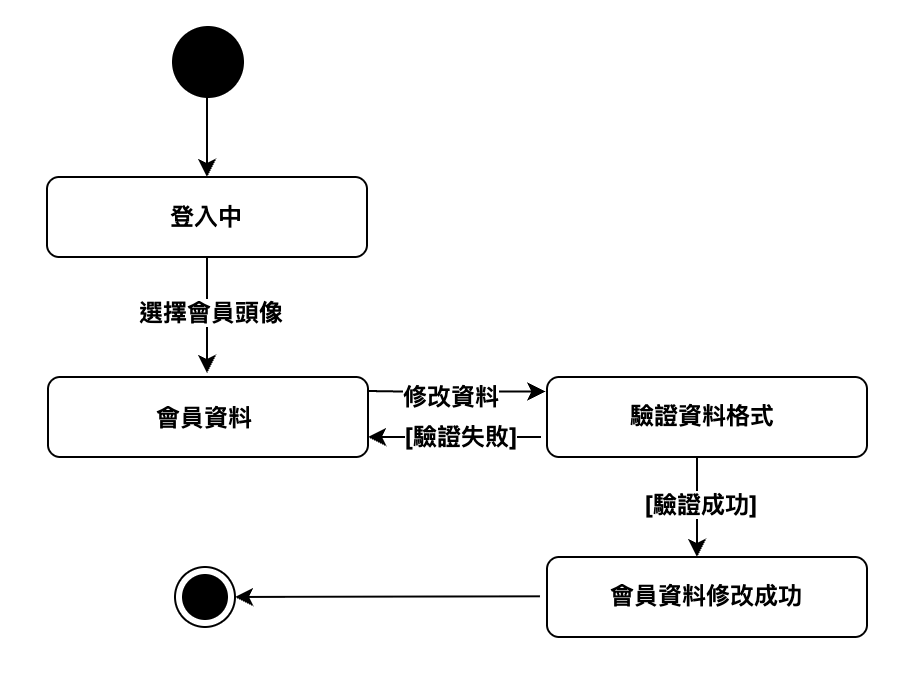 登入中
選擇會員頭像
會員資料
修改資料
[驗證失敗]
驗證資料格式
[驗證成功]
會員資料修改成功